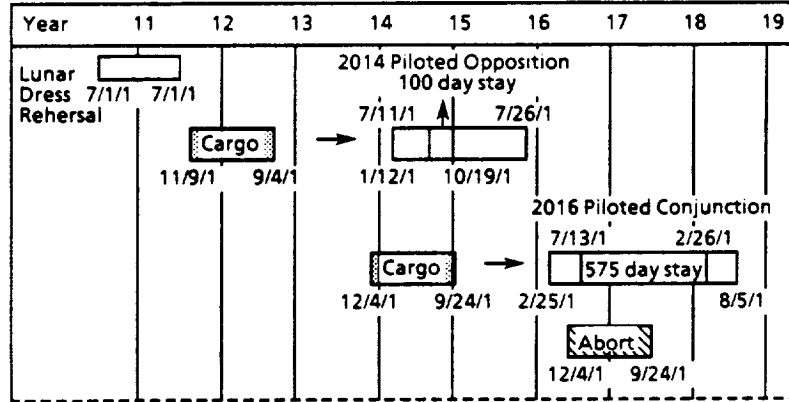 Year 11 12 13 14 15 16 17 18 19
Lunar
Dress
Rehersal
7/1/1 7/1/1
2014 Piloted Opposition
100 day stay
7/11/1 7/26/1
Cargo
11/9/1 9/4/1 1/12/1 10/19/1
2016 Piloted Conjunction
7/13/1 2/26/1
Cargo 575 day stay
12/4/1 9/24/1 2/25/1 8/5/1
Abort
12/4/1 9/24/1